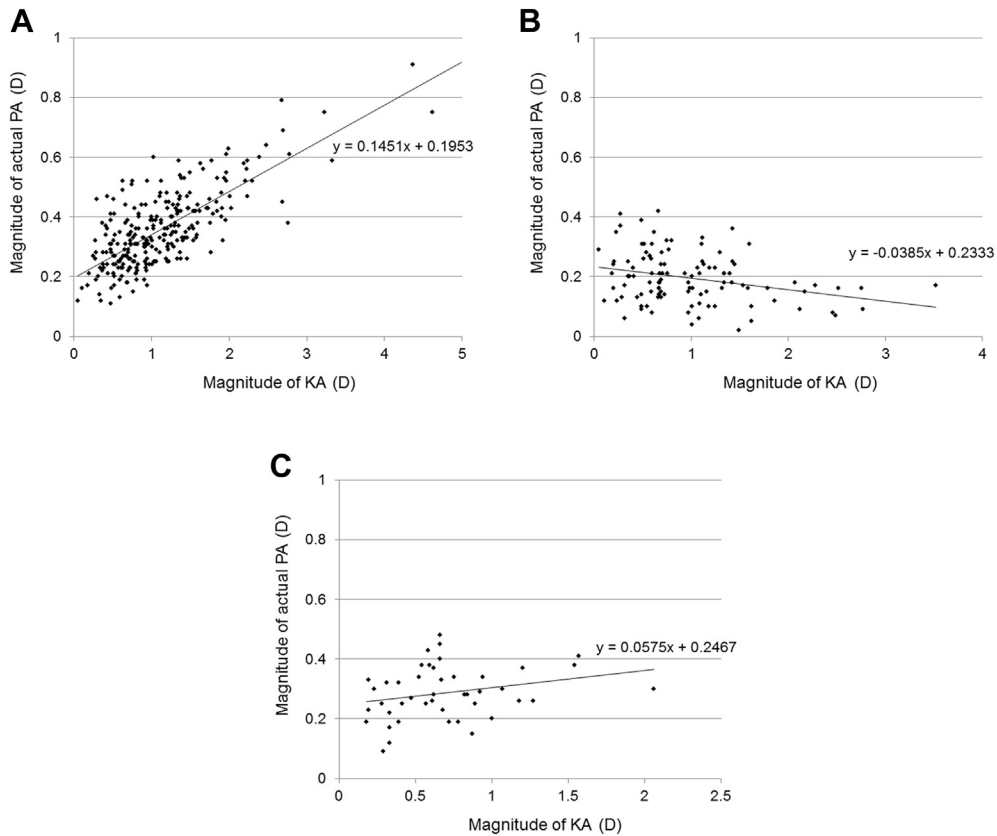 A
B
Magnitude of actual PA (D)
1
0.8
0.6
0.4
0.2
0
y = 0.1451x + 0.1953
0 1 2 3 4 5
Magnitude of KA (D)
Magnitude of actual PA (D)
1
0.8
0.6
0.4
0.2
0
y = -0.0385x + 0.2333
0 1 2 3 4
Magnitude of KA (D)
C
Magnitude of actual PA (D)
1
0.8
0.6
0.4
0.2
0
y = 0.0575x + 0.2467
0 0.5 1 1.5 2 2.5
Magnitude of KA (D)